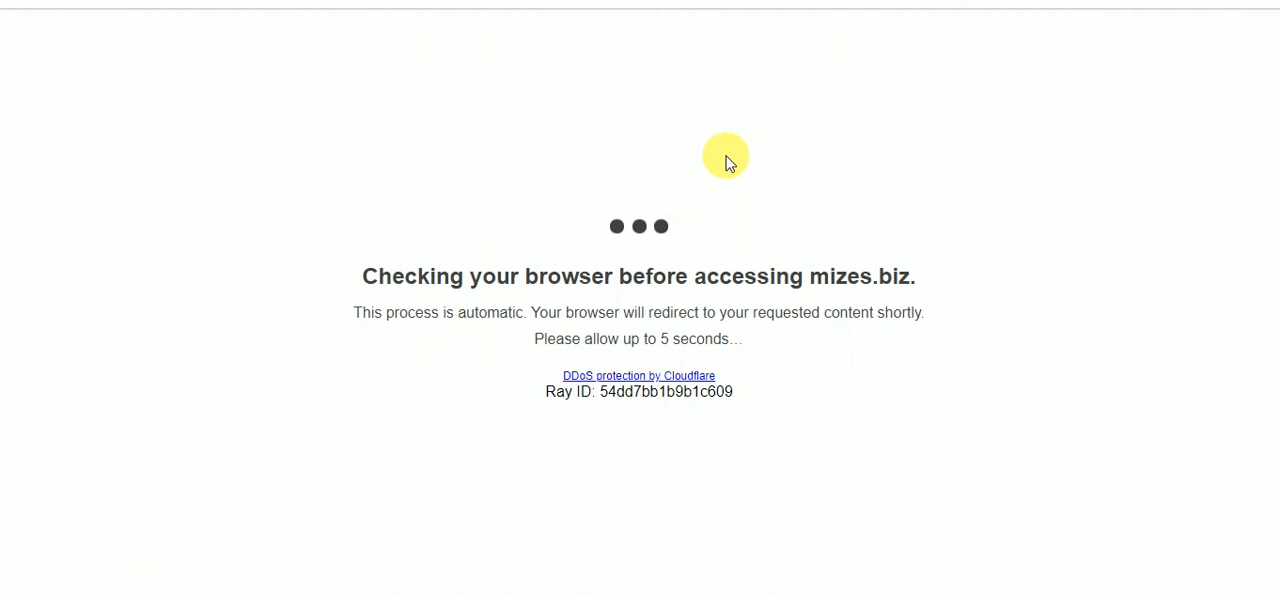 Checking your browser before accessing mizes.biz.
This process is automatic. Your browser will redirect to your requested content shortly.
Please allow up to 5 seconds…
DDoS protection by Cloudflare
Ray ID: 54dd7bb1b9b1c609